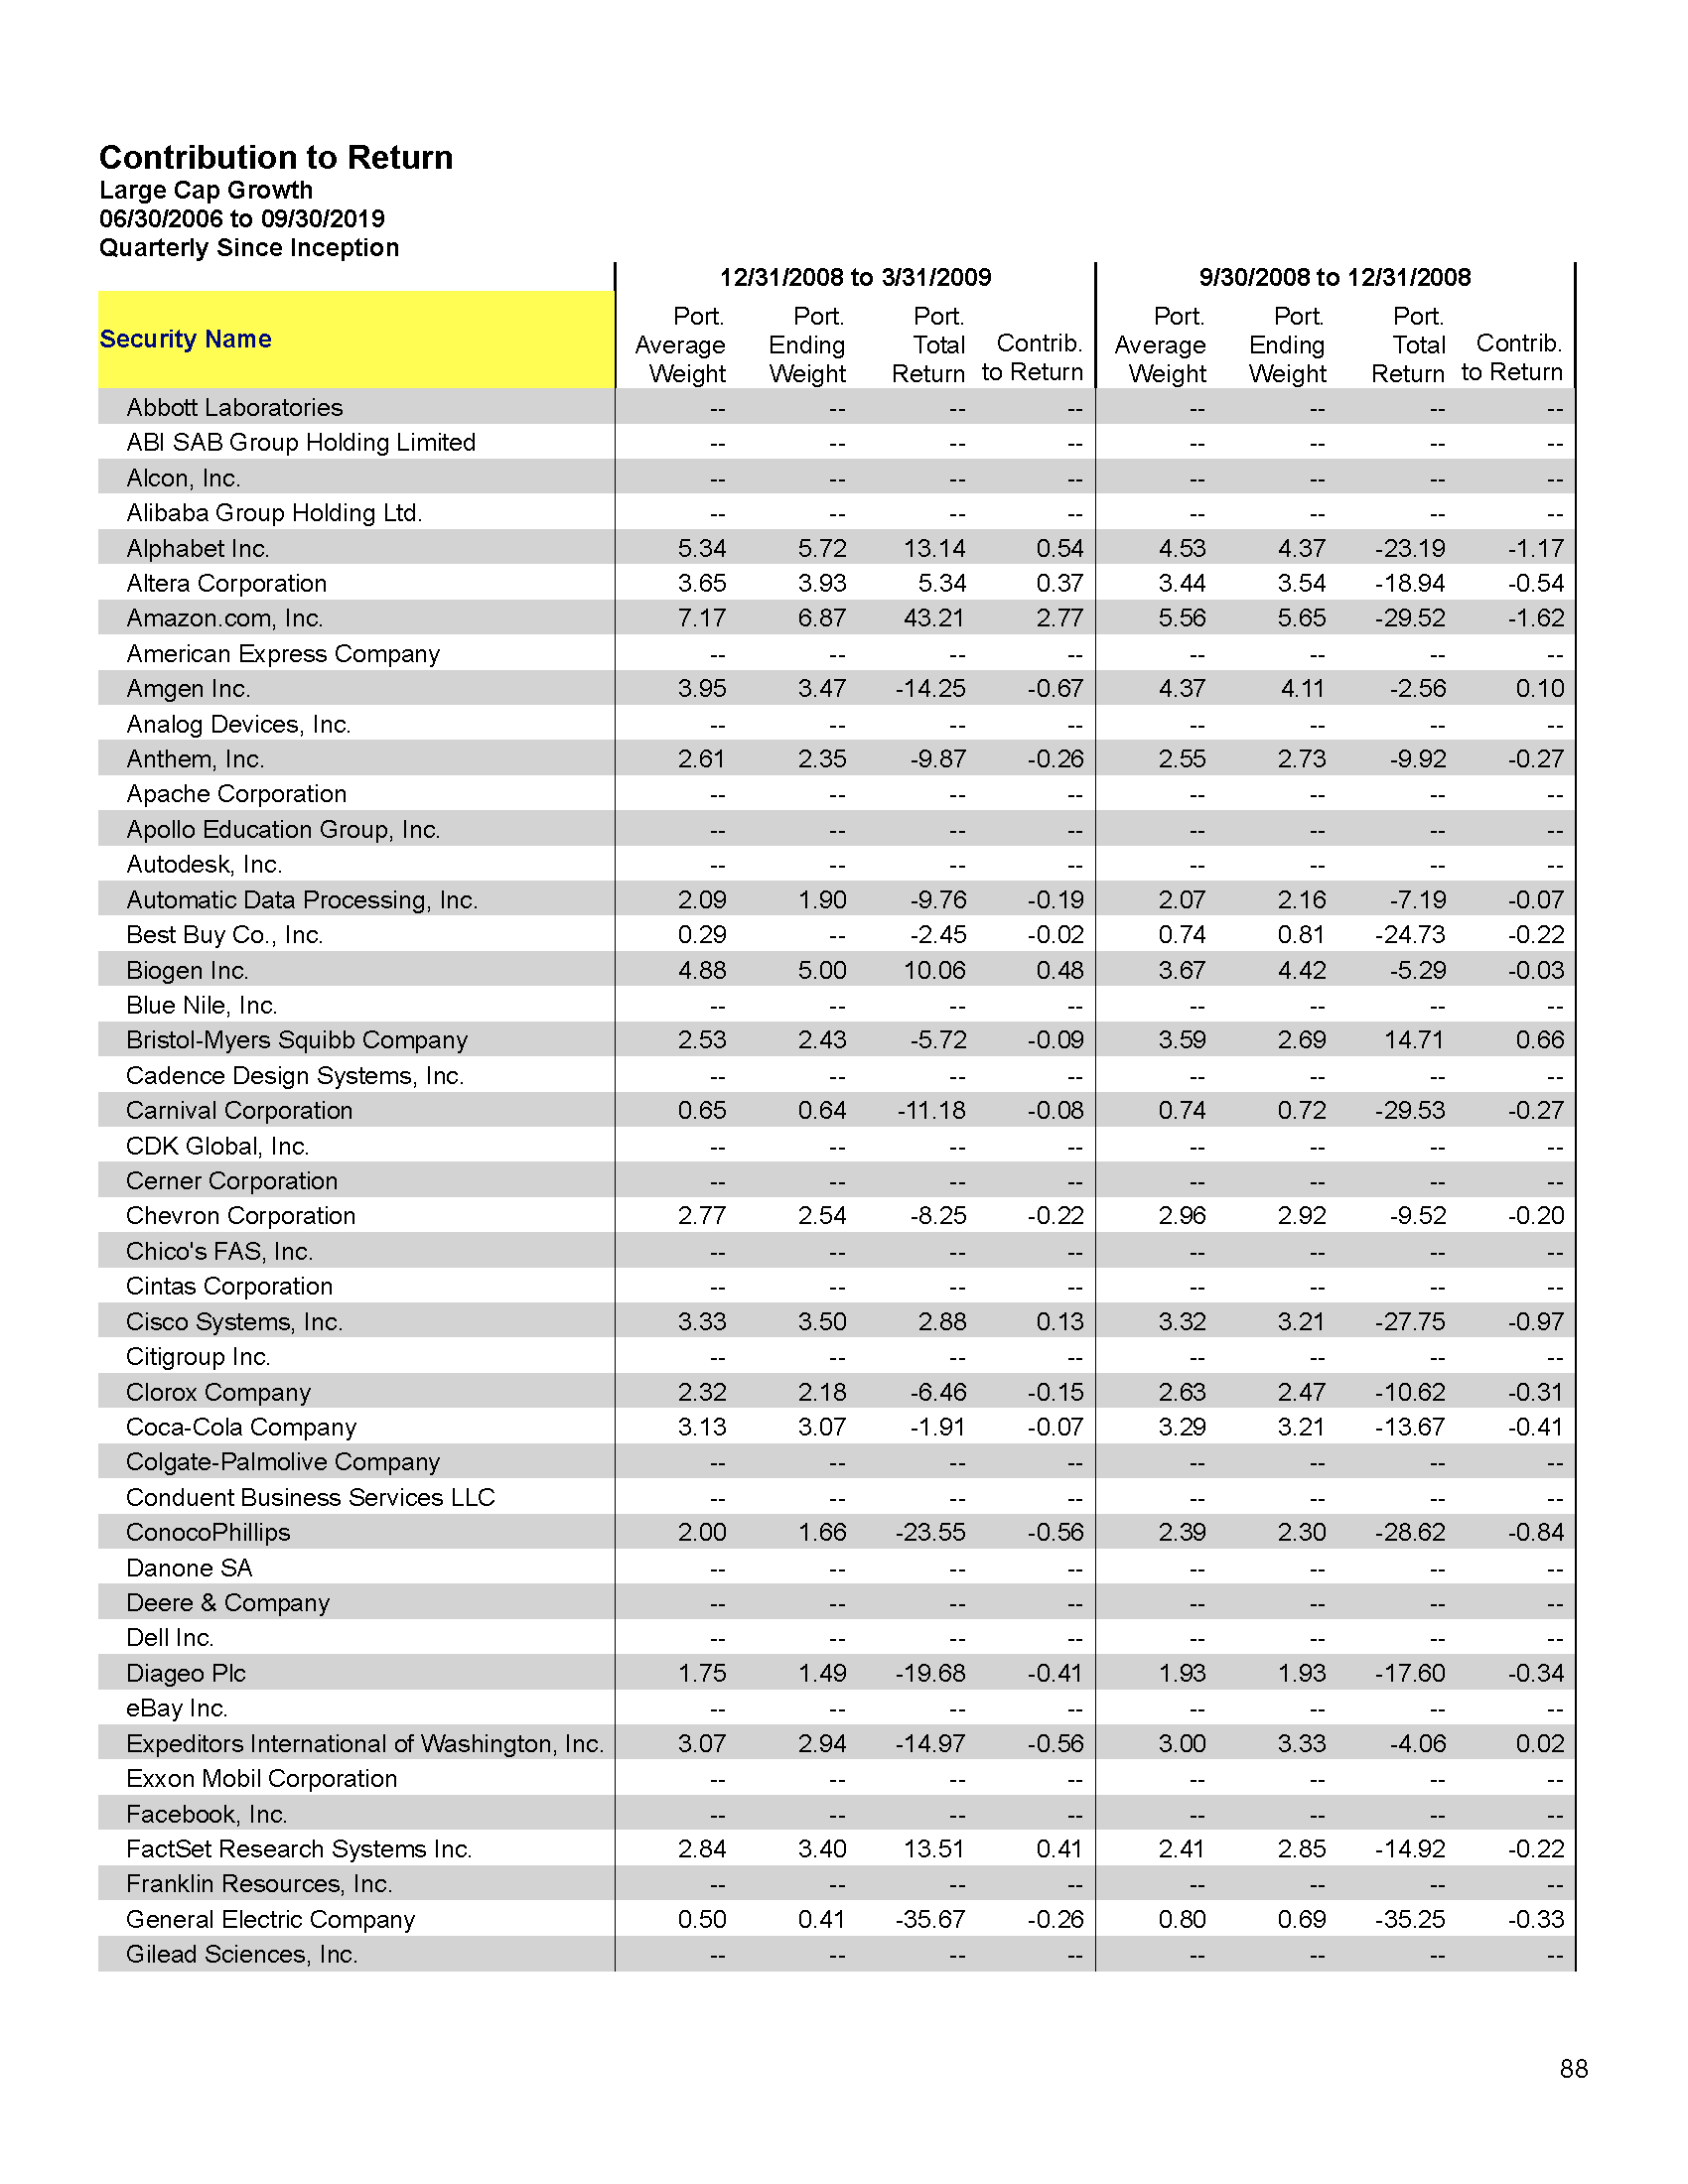 Contribution to Return
Large Cap Growth
06/30/2006 to 09/30/2019
Quarterly Since Inception
12/31/2008 to 3/31/2009 9/30/2008 to 12/31/2008
Security Name
Port. Port. Port. Port. Port. Port.
Average Ending Total Contrib. Average Ending Total Contrib.
Weight Weight Return to Return Weight Weight Return to Return
Abbott Laboratories -- -- -- -- -- -- -- --
ABI SAB Group Holding Limited -- -- -- -- -- -- -- --
Alcon, Inc. -- -- -- -- -- -- -- --
Alibaba Group Holding Ltd. -- -- -- -- -- -- -- --
Alphabet Inc. 5.34 5.72 13.14 0.54 4.53 4.37 -23.19 -1.17
Altera Corporation 3.65 3.93 5.34 0.37 3.44 3.54 -18.94 -0.54
Amazon.com, Inc. 7.17 6.87 43.21 2.77 5.56 5.65 -29.52 -1.62
American Express Company -- -- -- -- -- -- -- --
Amgen Inc. 3.95 3.47 -14.25 -0.67 4.37 4.11 -2.56 0.10
Analog Devices, Inc. -- -- -- -- -- -- -- --
Anthem, Inc. 2.61 2.35 -9.87 -0.26 2.55 2.73 -9.92 -0.27
Apache Corporation -- -- -- -- -- -- -- --
Apollo Education Group, Inc. -- -- -- -- -- -- -- --
Autodesk, Inc. -- -- -- -- -- -- -- --
Automatic Data Processing, Inc. 2.09 1.90 -9.76 -0.19 2.07 2.16 -7.19 -0.07
Best Buy Co., Inc. 0.29 -- -2.45 -0.02 0.74 0.81 -24.73 -0.22
Biogen Inc. 4.88 5.00 10.06 0.48 3.67 4.42 -5.29 -0.03
Blue Nile, Inc. -- -- -- -- -- -- -- --
Bristol-Myers Squibb Company 2.53 2.43 -5.72 -0.09 3.59 2.69 14.71 0.66
Cadence Design Systems, Inc. -- -- -- -- -- -- -- --
Carnival Corporation 0.65 0.64 -11.18 -0.08 0.74 0.72 -29.53 -0.27
CDK Global, Inc. -- -- -- -- -- -- -- --
Cerner Corporation -- -- -- -- -- -- -- --
Chevron Corporation 2.77 2.54 -8.25 -0.22 2.96 2.92 -9.52 -0.20
Chico's FAS, Inc. -- -- -- -- -- -- -- --
Cintas Corporation -- -- -- -- -- -- -- --
Cisco Systems, Inc. 3.33 3.50 2.88 0.13 3.32 3.21 -27.75 -0.97
Citigroup Inc. -- -- -- -- -- -- -- --
Clorox Company 2.32 2.18 -6.46 -0.15 2.63 2.47 -10.62 -0.31
Coca-Cola Company 3.13 3.07 -1.91 -0.07 3.29 3.21 -13.67 -0.41
Colgate-Palmolive Company -- -- -- -- -- -- -- --
Conduent Business Services LLC -- -- -- -- -- -- -- --
ConocoPhillips 2.00 1.66 -23.55 -0.56 2.39 2.30 -28.62 -0.84
Danone SA -- -- -- -- -- -- -- --
Deere & Company -- -- -- -- -- -- -- --
Dell Inc. -- -- -- -- -- -- -- --
Diageo Plc 1.75 1.49 -19.68 -0.41 1.93 1.93 -17.60 -0.34
eBay Inc. -- -- -- -- -- -- -- --
Expeditors International of Washington, Inc. 3.07 2.94 -14.97 -0.56 3.00 3.33 -4.06 0.02
Exxon Mobil Corporation -- -- -- -- -- -- -- --
Facebook, Inc. -- -- -- -- -- -- -- --
FactSet Research Systems Inc. 2.84 3.40 13.51 0.41 2.41 2.85 -14.92 -0.22
Franklin Resources, Inc. -- -- -- -- -- -- -- --
General Electric Company 0.50 0.41 -35.67 -0.26 0.80 0.69 -35.25 -0.33
Gilead Sciences, Inc. -- -- -- -- -- -- -- --
88